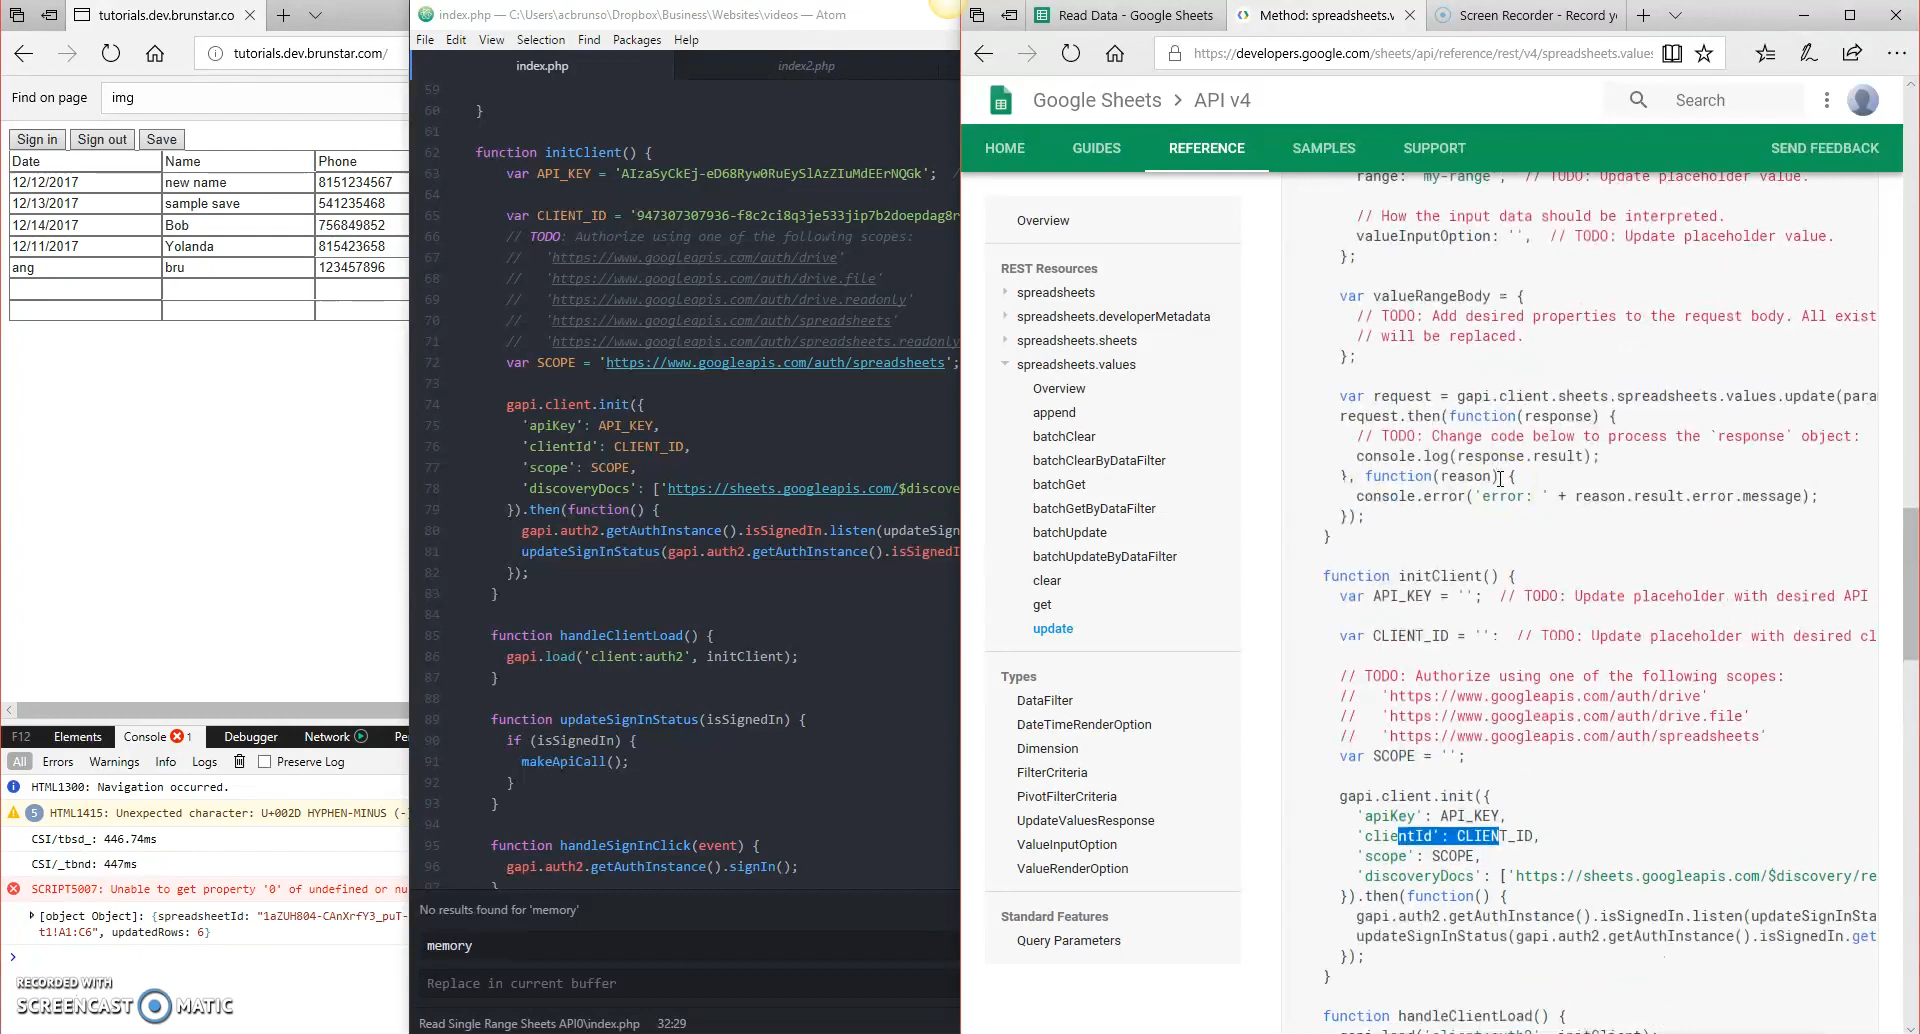 tutorials.dev.brunstar.co
tutorials.dev.brunstar.com/
Find on page
img
Sign in
Sign out
Save
Date Name Phone
12/12/2017 new name 8151234567
12/13/2017 sample save 541235468
12/14/2017 Bob 756849852
12/11/2017 Yolanda 815423658
ang bru 123457896
F12 Elements Console 1 Debugger Network Pe
All Errors Warnings Info Logs Preserve Log
HTML1300: Navigation occurred.
5 HTML1415: Unexpected character: U+002D HYPHEN-MINUS (-
CSI/tbsd_: 446.74ms
CSI/_tbnd: 447ms
SCRIPT5007: Unable to get property '0' of undefined or nu
[object Object]: {spreadsheetId: "1aZUH804-CAnXrfY3_puT-
t1!A1:C6", updatedRows: 6}
RECORDED WITH
SCREENCAST MATIC
index.php — C:\Users\acbrunso\Dropbox\Business\Websites\videos — Atom
File Edit View Selection Find Packages Help
index.php index2.php
59
60 }
61
62 function initClient() {
63 var API_KEY = 'AIzaSyCkEj-eD68Ryw0RuEySlAzZIuMdEErNQGk'; /
64
65 var CLIENT_ID = '947307307936-f8c2ci8q3je533jip7b2doepdag8r
66 // TODO: Authorize using one of the following scopes:
67 // 'https://www.googleapis.com/auth/drive'
68 // 'https://www.googleapis.com/auth/drive.file'
69 // 'https://www.googleapis.com/auth/drive.readonly'
70 // 'https://www.googleapis.com/auth/spreadsheets'
71 // 'https://www.googleapis.com/auth/spreadsheets.readonly
72 var SCOPE = 'https://www.googleapis.com/auth/spreadsheets';
73
74 gapi.client.init({
75 'apiKey': API_KEY,
76 'clientId': CLIENT_ID,
77 'scope': SCOPE,
78 'discoveryDocs': ['https://sheets.googleapis.com/$discove
79 }).then(function() {
80 gapi.auth2.getAuthInstance().isSignedIn.listen(updateSign
81 updateSignInStatus(gapi.auth2.getAuthInstance().isSignedI
82 });
83 }
84
85 function handleClientLoad() {
86 gapi.load('client:auth2', initClient);
87 }
88
89 function updateSignInStatus(isSignedIn) {
90 if (isSignedIn) {
91 makeApiCall();
92 }
93 }
94
95 function handleSignInClick(event) {
96 gapi.auth2.getAuthInstance().signIn();
97 }
No results found for 'memory'
memory
Replace in current buffer
Read Single Range Sheets API0\index.php 32:29
Read Data - Google Sheets
Method: spreadsheets.v
Screen Recorder - Record y
https://developers.google.com/sheets/api/reference/rest/v4/spreadsheets.values
Google Sheets > API v4
Search
HOME GUIDES REFERENCE SAMPLES SUPPORT SEND FEEDBACK
Overview
REST Resources
spreadsheets
spreadsheets.developerMetadata
spreadsheets.sheets
spreadsheets.values
Overview
append
batchClear
batchClearByDataFilter
batchGet
batchGetByDataFilter
batchUpdate
batchUpdateByDataFilter
clear
get
update
Types
DataFilter
DateTimeRenderOption
Dimension
FilterCriteria
PivotFilterCriteria
UpdateValuesResponse
ValueInputOption
ValueRenderOption
Standard Features
Query Parameters
range: 'my-range', // TODO: Update placeholder value.
// How the input data should be interpreted.
valueInputOption: '', // TODO: Update placeholder value.
};
var valueRangeBody = {
// TODO: Add desired properties to the request body. All exist
// will be replaced.
};
var request = gapi.client.sheets.spreadsheets.values.update(para
request.then(function(response) {
// TODO: Change code below to process the `response` object:
console.log(response.result);
}, function(reason) {
console.error('error: ' + reason.result.error.message);
});
}
function initClient() {
var API_KEY = ''; // TODO: Update placeholder with desired API
var CLIENT_ID = ''; // TODO: Update placeholder with desired cl
// TODO: Authorize using one of the following scopes:
// 'https://www.googleapis.com/auth/drive'
// 'https://www.googleapis.com/auth/drive.file'
// 'https://www.googleapis.com/auth/spreadsheets'
var SCOPE = '';
gapi.client.init({
'apiKey': API_KEY,
'clientId': CLIENT_ID,
'scope': SCOPE,
'discoveryDocs': ['https://sheets.googleapis.com/$discovery/re
}).then(function() {
gapi.auth2.getAuthInstance().isSignedIn.listen(updateSignInSta
updateSignInStatus(gapi.auth2.getAuthInstance().isSignedIn.get
});
}
function handleClientLoad() {